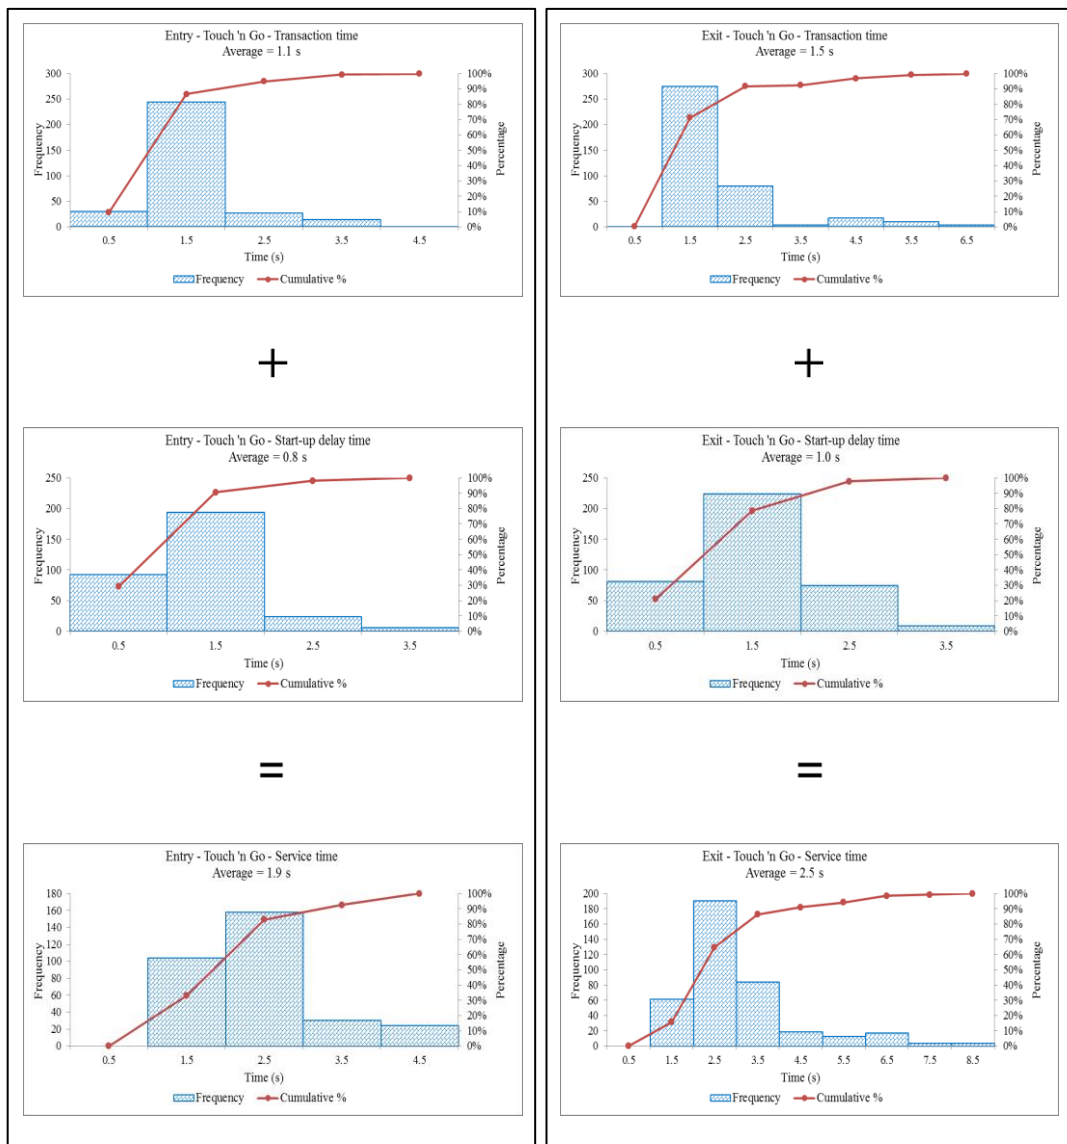 Entry - Touch 'n Go - Transaction time
Average = 1.1 s
300
250
200
150
100
50
0
Frequency
100%
90%
80%
70%
60%
50%
40%
30%
20%
10%
0%
Percentage
0.5 1.5 2.5 3.5 4.5
Time (s)
Frequency Cumulative %
+
Entry - Touch 'n Go - Start-up delay time
Average = 0.8 s
250
200
150
100
50
0
Frequency
100%
90%
80%
70%
60%
50%
40%
30%
20%
10%
0%
Percentage
0.5 1.5 2.5 3.5
Time (s)
Frequency Cumulative %
=
Entry - Touch 'n Go - Service time
Average = 1.9 s
180
160
140
120
100
80
60
40
20
0
Frequency
100%
90%
80%
70%
60%
50%
40%
30%
20%
10%
0%
Percentage
0.5 1.5 2.5 3.5 4.5
Time (s)
Frequency Cumulative %
Exit - Touch 'n Go - Transaction time
Average = 1.5 s
300
250
200
150
100
50
0
Frequency
100%
90%
80%
70%
60%
50%
40%
30%
20%
10%
0%
Percentage
0.5 1.5 2.5 3.5 4.5 5.5 6.5
Time (s)
Frequency Cumulative %
+
Exit - Touch 'n Go - Start-up delay time
Average = 1.0 s
250
200
150
100
50
0
Frequency
100%
90%
80%
70%
60%
50%
40%
30%
20%
10%
0%
Percentage
0.5 1.5 2.5 3.5
Time (s)
Frequency Cumulative %
=
Exit - Touch 'n Go - Service time
Average = 2.5 s
200
180
160
140
120
100
80
60
40
20
0
Frequency
100%
90%
80%
70%
60%
50%
40%
30%
20%
10%
0%
Percentage
0.5 1.5 2.5 3.5 4.5 5.5 6.5 7.5 8.5
Time (s)
Frequency Cumulative %